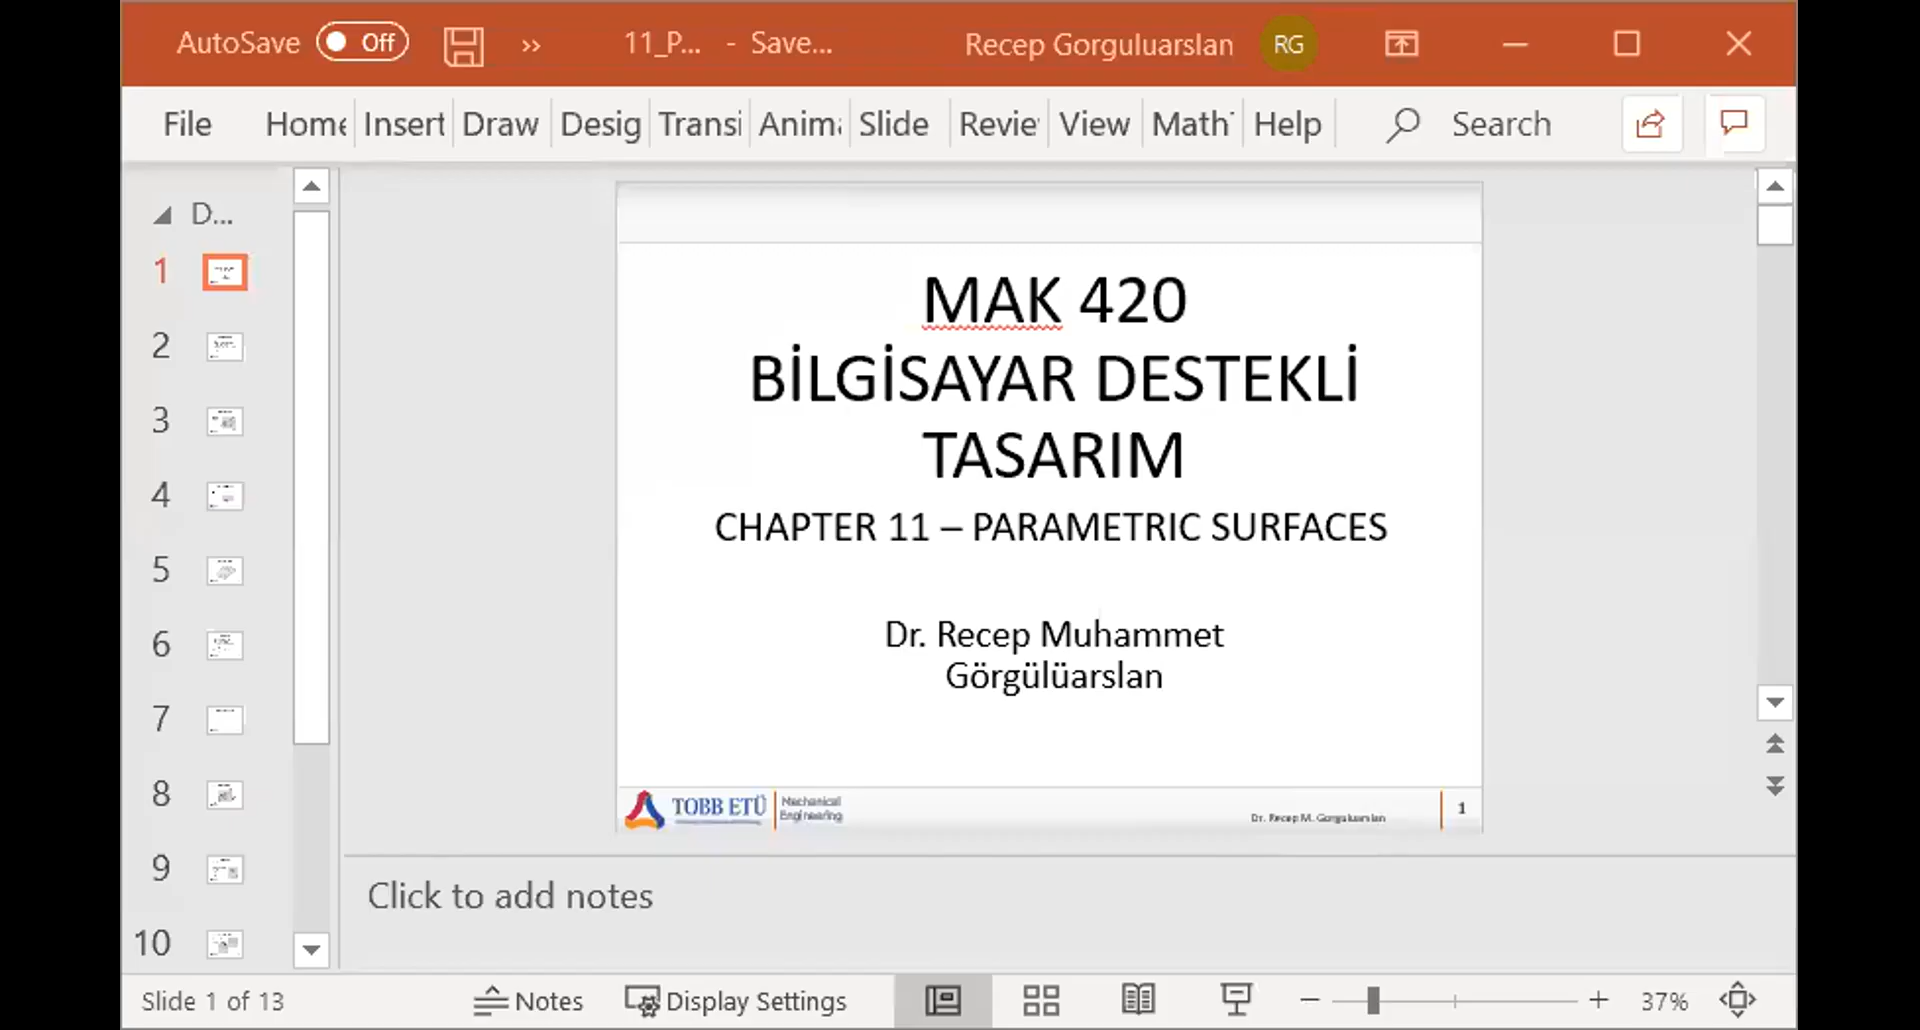 AutoSave Off 11_P... - Save... Recep Gorguluarslan RG
File Home Insert Draw Desig Transi Anima Slide Revie View Math Help Search
D...
1
2
3
4
5
6
7
8
9
10
MAK 420
BİLGİSAYAR DESTEKLİ
TASARIM
CHAPTER 11 – PARAMETRIC SURFACES
Dr. Recep Muhammet
Görgülüarslan
TOBB ETÜ
Mechanical
Engineering
Dr. Recep M. Gorguluarslan
1
Click to add notes
Slide 1 of 13 Notes Display Settings 37%